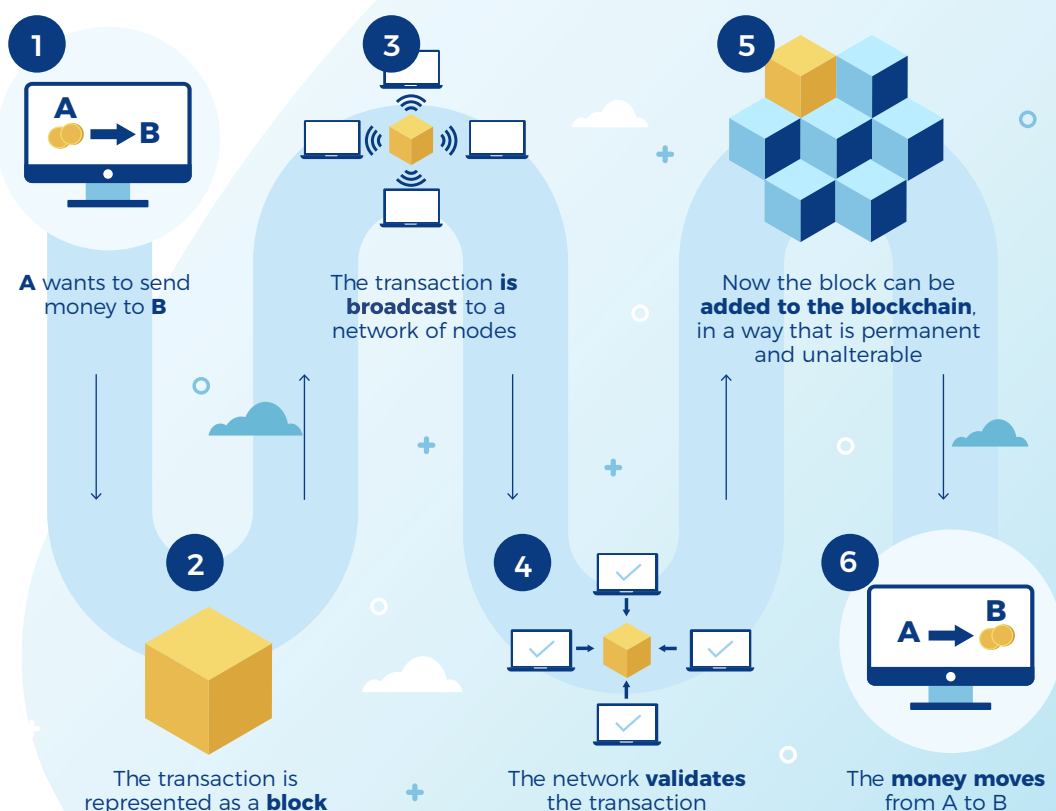 1
A
B
A wants to send
money to B
2
The transaction is
represented as a block
3
The transaction is
broadcast to a
network of nodes
4
The network validates
the transaction
5
Now the block can be
added to the blockchain,
in a way that is permanent
and unalterable
6
A
B
The money moves
from A to B